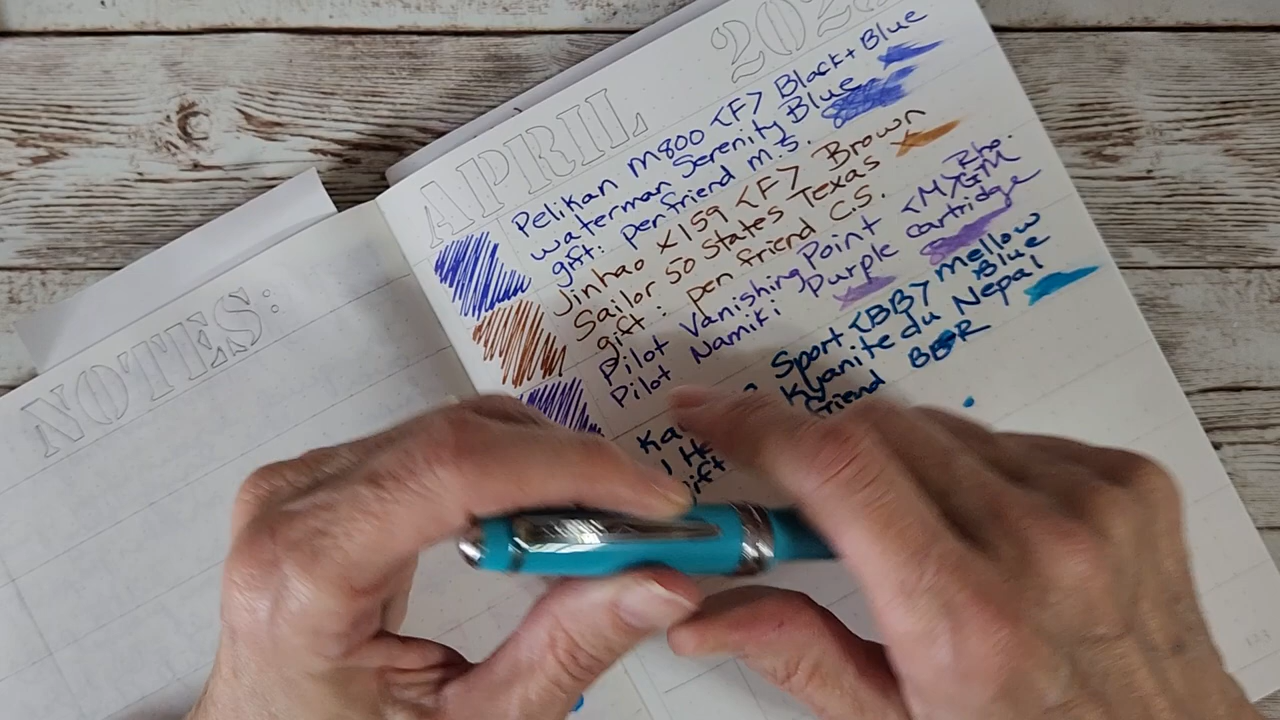 NOTES:
APRIL
Pelikan M800 <F> Black+Blue
Waterman Serenity Blue
gift: pen friend M.S.
Jinhao X159 <F> Brown
Sailor 50 States Texas
gift: pen friend C.S.
Pilot Vanishing Point <M> Rho.
Pilot Namiki Purple cartridge
Sport <BB> Mellow Blue
Kyanite du Nepal
gift friend BBR